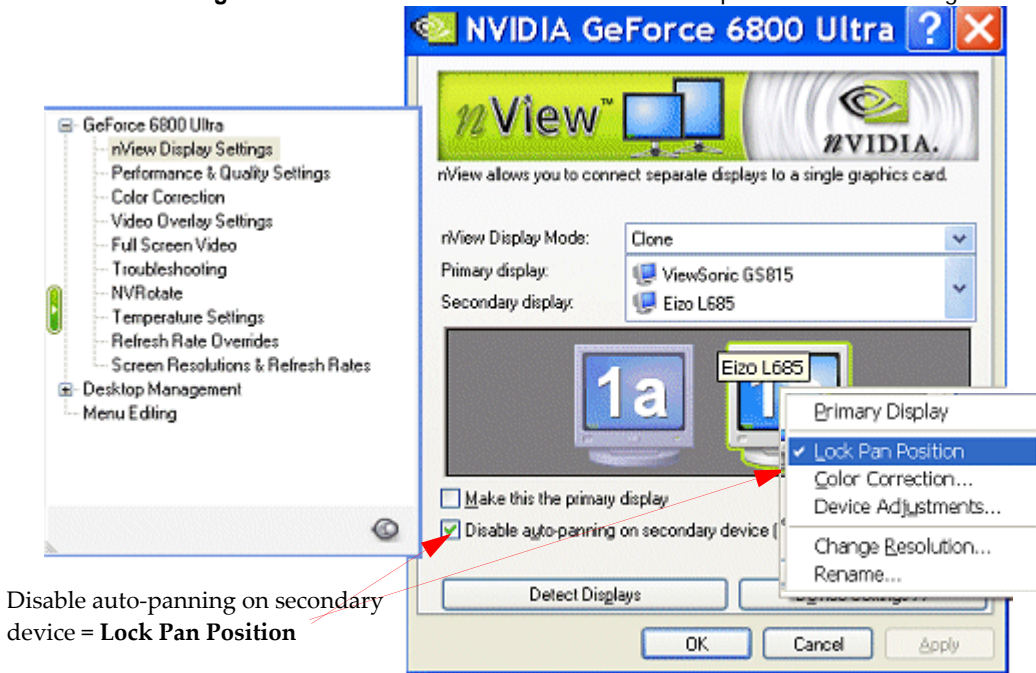 NVIDIA GeForce 6800 Ultra
nView™
NVIDIA.
nView allows you to connect separate displays to a single graphics card.
GeForce 6800 Ultra
nView Display Settings
Performance & Quality Settings
Color Correction
Video Overlay Settings
Full Screen Video
Troubleshooting
NVRotate
Temperature Settings
Refresh Rate Overrides
Screen Resolutions & Refresh Rates
Desktop Management
Menu Editing
nView Display Mode:
Clone
Primary display:
ViewSonic GS815
Secondary display:
Eizo L685
1a
Eizo L685
Primary Display
Lock Pan Position
Color Correction...
Device Adjustments...
Change Resolution...
Rename...
Make this the primary display
Disable auto-panning on secondary device (
Detect Displays
OK
Cancel
Apply
Disable auto-panning on secondary
device = Lock Pan Position